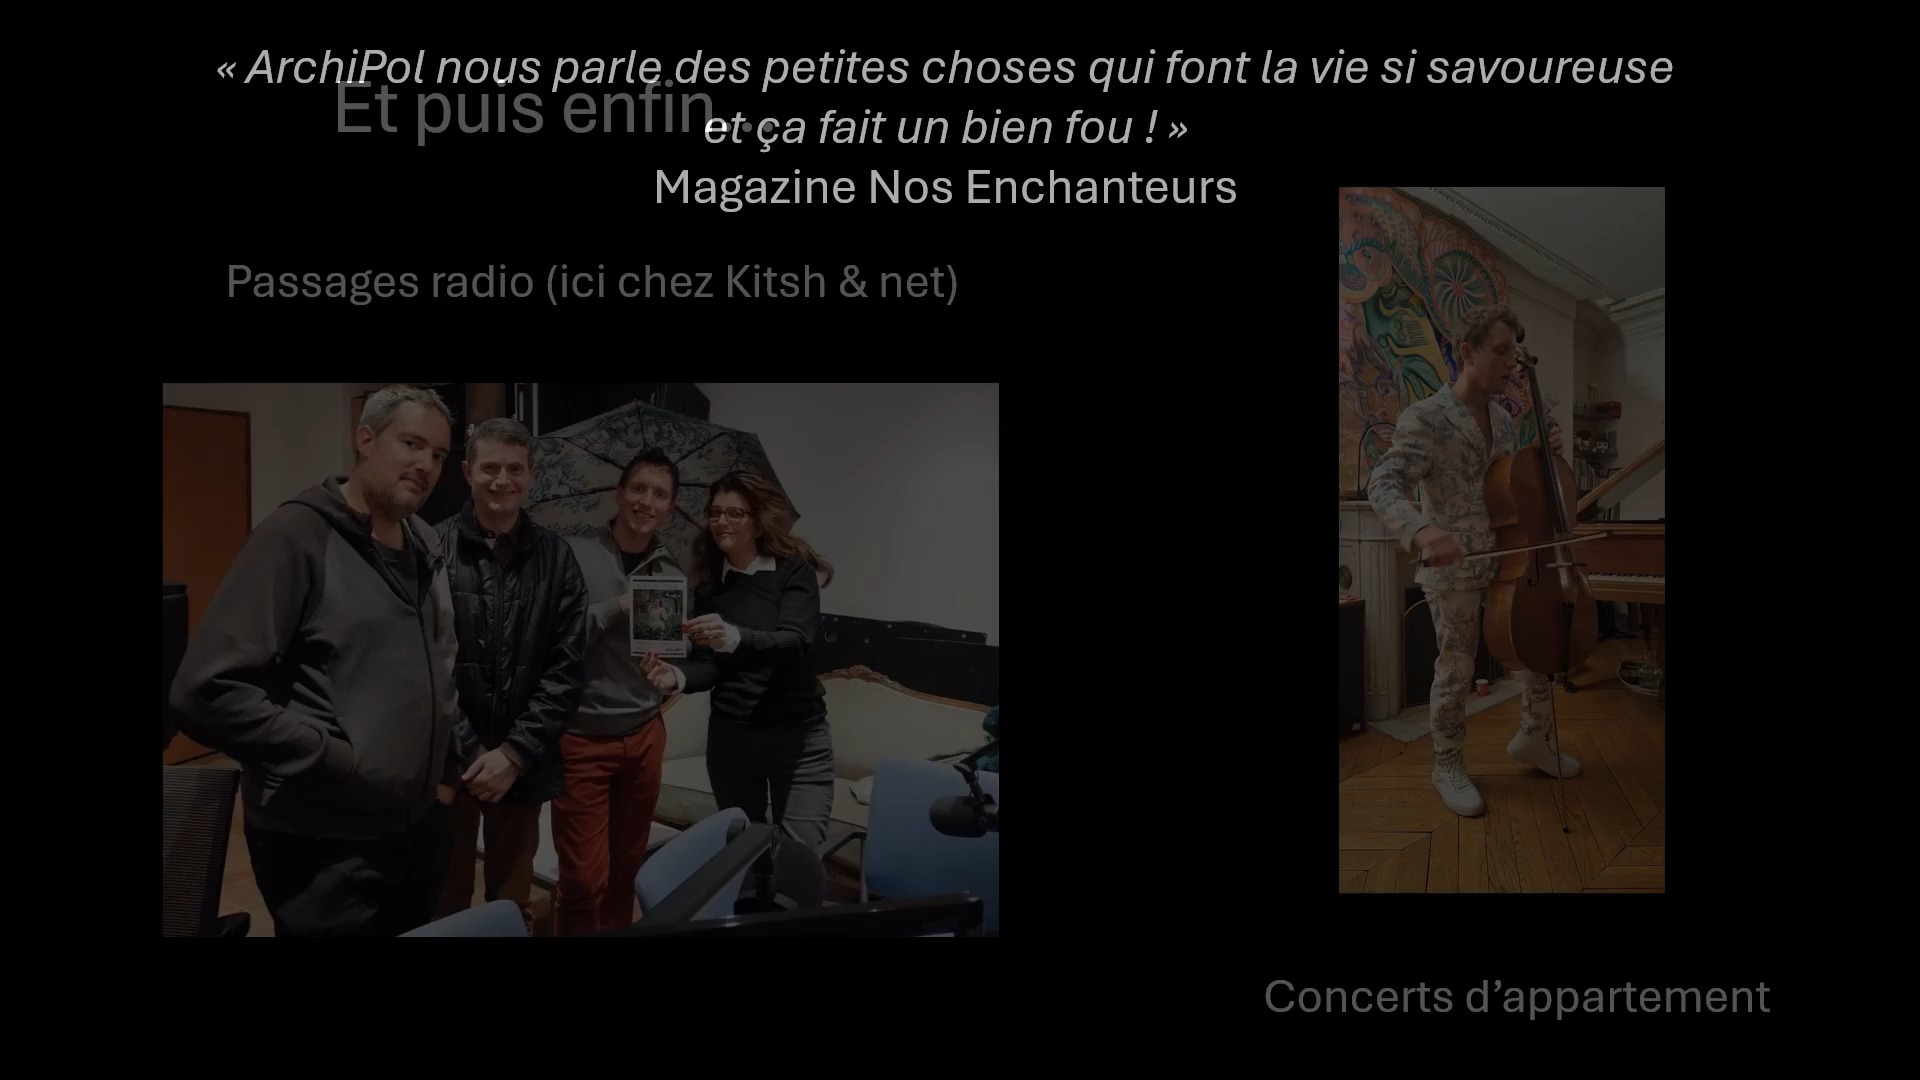 « ArchiPol nous parle des petites choses qui font la vie si savoureuse
et ça fait un bien fou ! »
Magazine Nos Enchanteurs
Et puis enfin…
Passages radio (ici chez Kitsh & net)
Concerts d’appartement